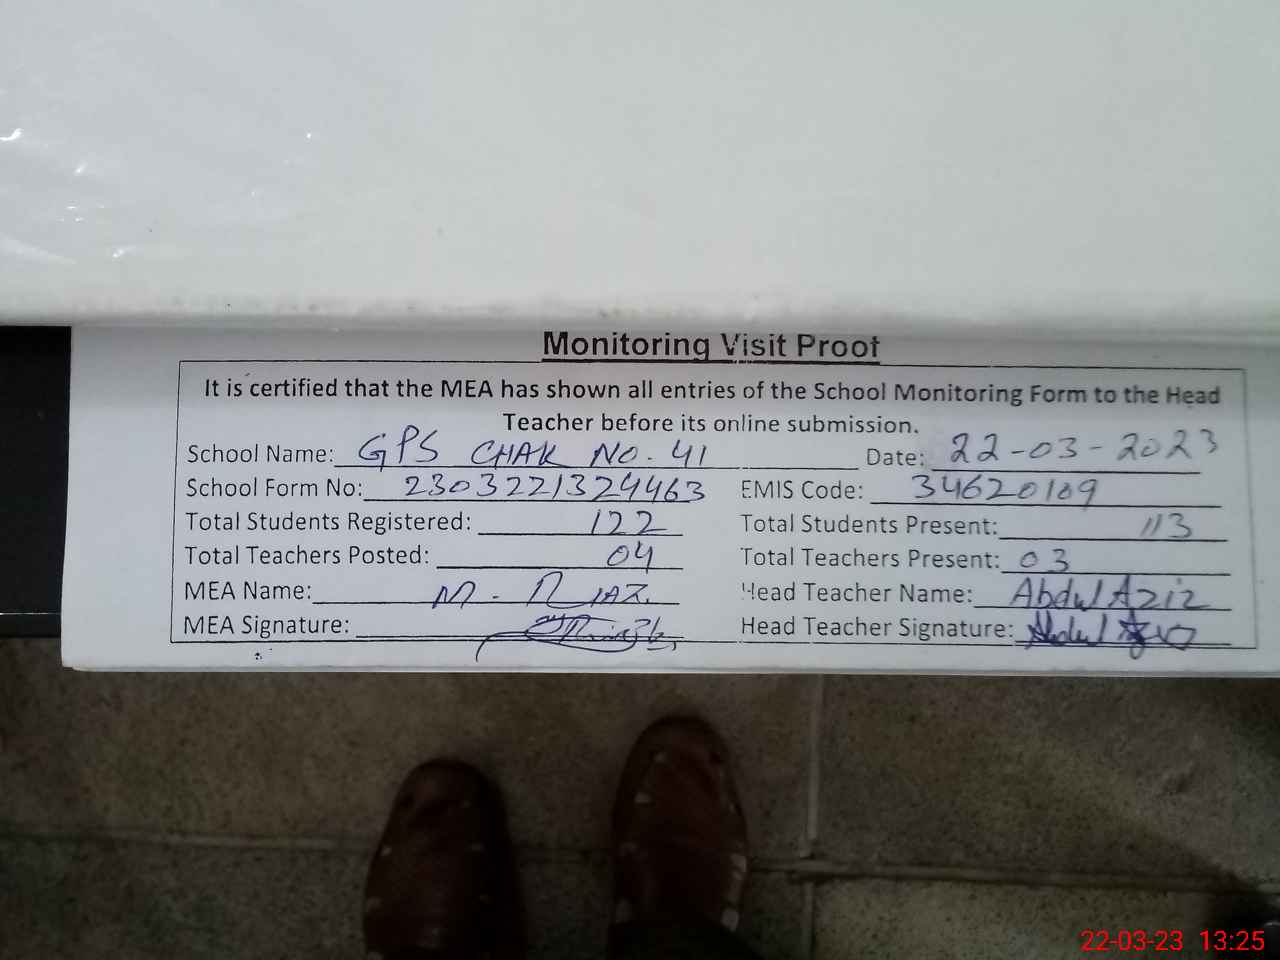 Monitoring Visit Proof
It is certified that the MEA has shown all entries of the School Monitoring Form to the Head
Teacher before its online submission.
School Name: GPS CHAK NO. 41 Date: 22-03-2023
School Form No: 2303221324463 EMIS Code: 34620109
Total Students Registered: 122 Total Students Present: 113
Total Teachers Posted: 04 Total Teachers Present: 03
MEA Name: M. RIAZ. Head Teacher Name: Abdul Aziz
MEA Signature: Head Teacher Signature: Abdul Aziz
22-03-23 13:25